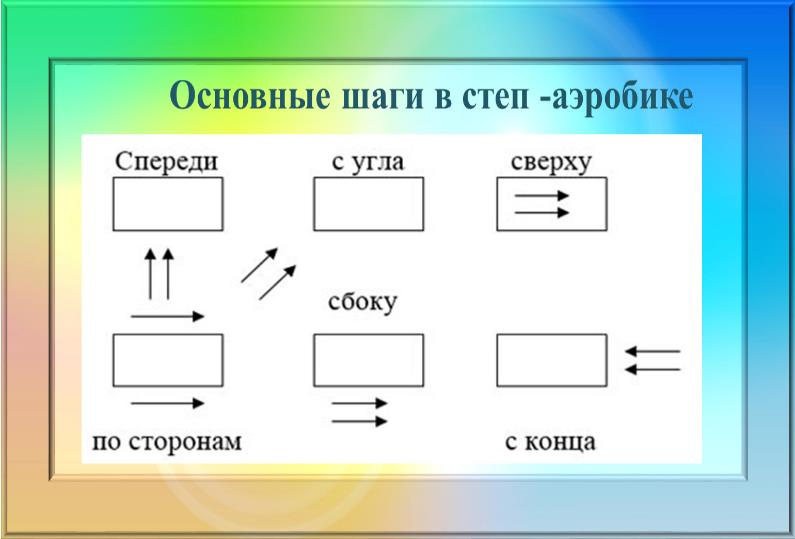 Основные шаги в степ -аэробике
Спереди
с угла
сверху
сбоку
по сторонам
с конца